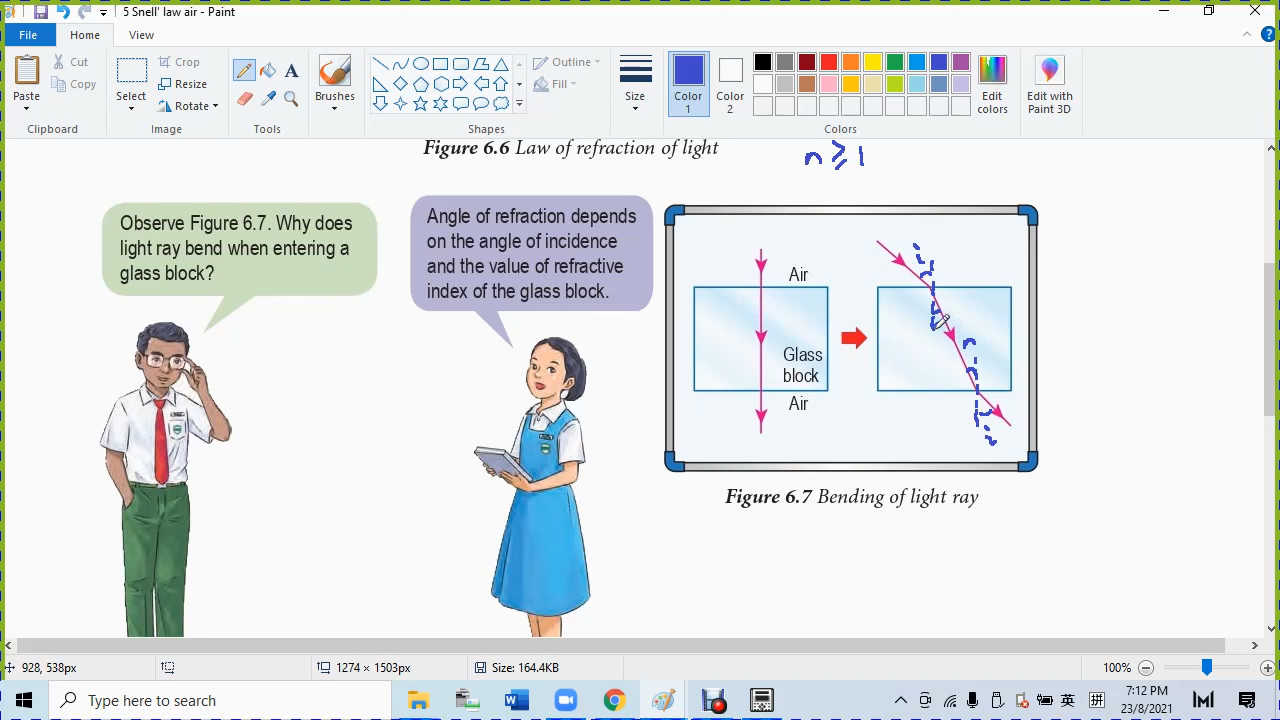 5 Snell' law air - Paint
File
Home
View
Paste
Cut
Copy
Clipboard
Select
Crop
Resize
Rotate
Image
A
Tools
Brushes
Shapes
Outline
Fill
Size
Color 1
Color 2
Colors
Edit colors
Edit with Paint 3D
Figure 6.6 Law of refraction of light
n ⩾ 1
Observe Figure 6.7. Why does
light ray bend when entering a
glass block?
Angle of refraction depends
on the angle of incidence
and the value of refractive
index of the glass block.
Air
Glass
block
Air
Figure 6.7 Bending of light ray
928, 538px
1274 × 1503px
Size: 164.4KB
100%
Type here to search
英
拼
7:12 PM
23/8/2021